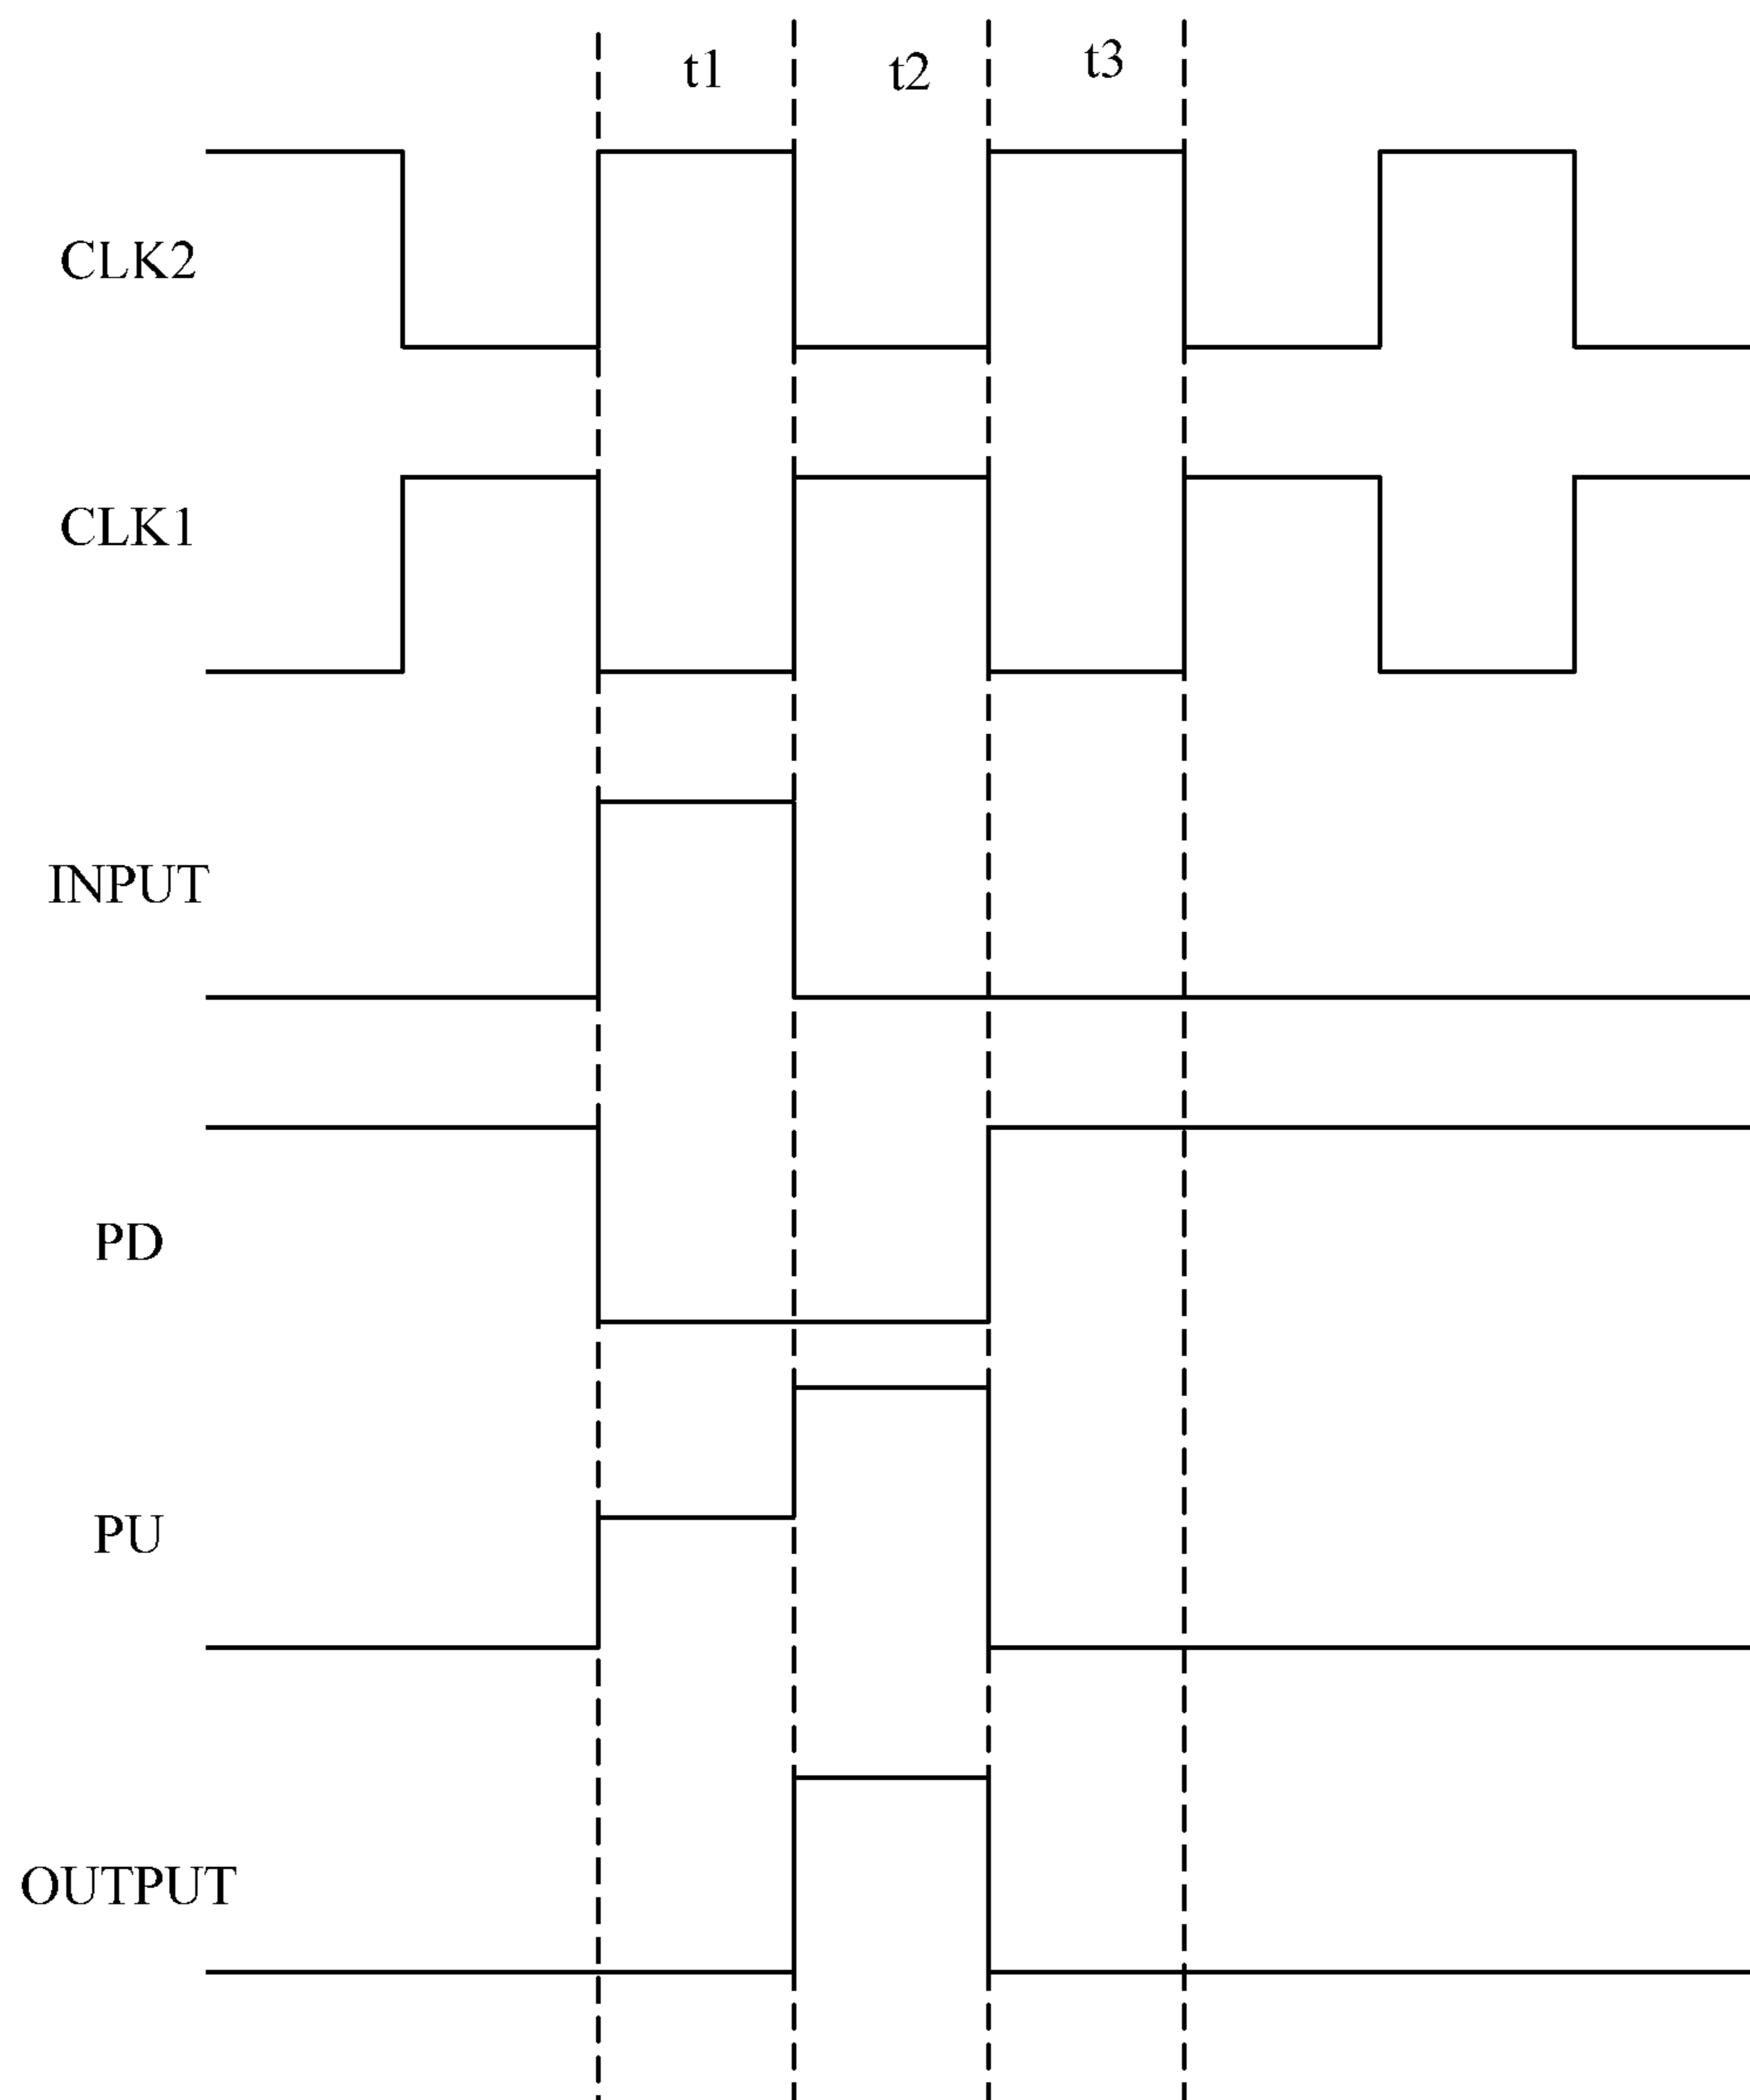 t1 t2 t3
CLK2
CLK1
INPUT
PD
PU
OUTPUT